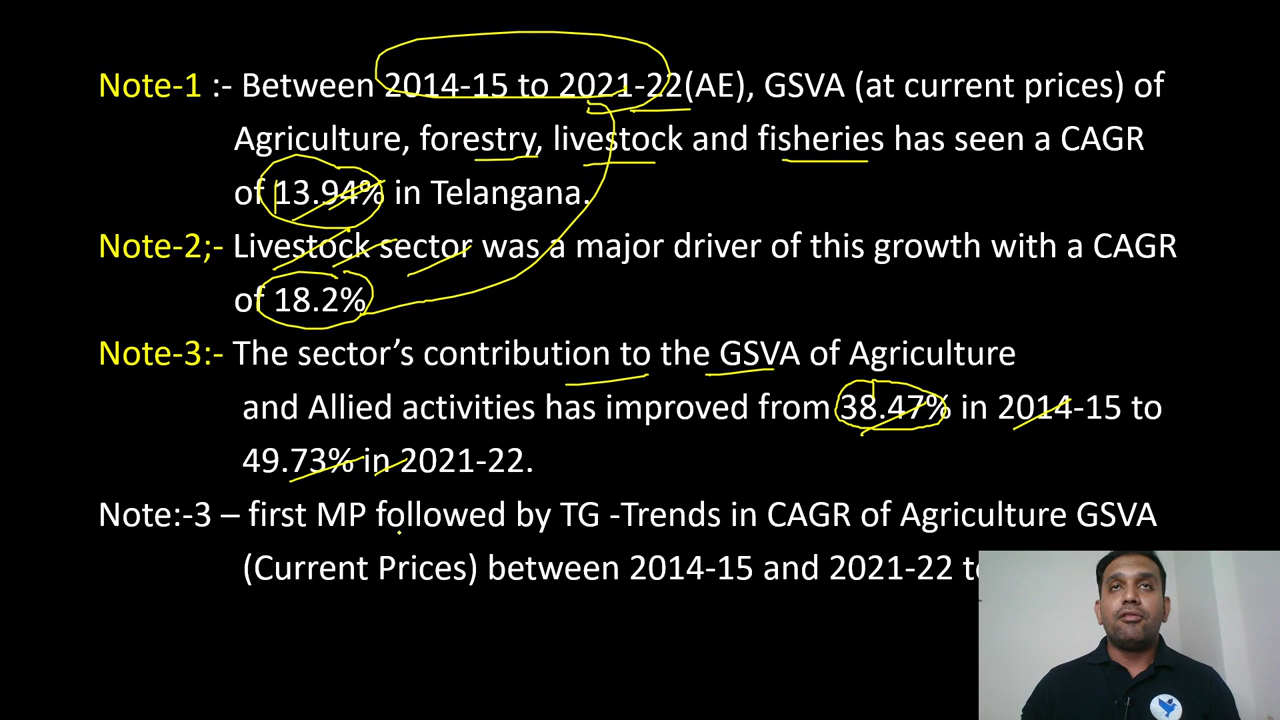 Note-1 :- Between 2014-15 to 2021-22(AE), GSVA (at current prices) of
Agriculture, forestry, livestock and fisheries has seen a CAGR
of 13.94% in Telangana.
Note-2;- Livestock sector was a major driver of this growth with a CAGR
of 18.2%
Note-3:- The sector’s contribution to the GSVA of Agriculture
and Allied activities has improved from 38.47% in 2014-15 to
49.73% in 2021-22.
Note:-3 – first MP followed by TG -Trends in CAGR of Agriculture GSVA
(Current Prices) between 2014-15 and 2021-22